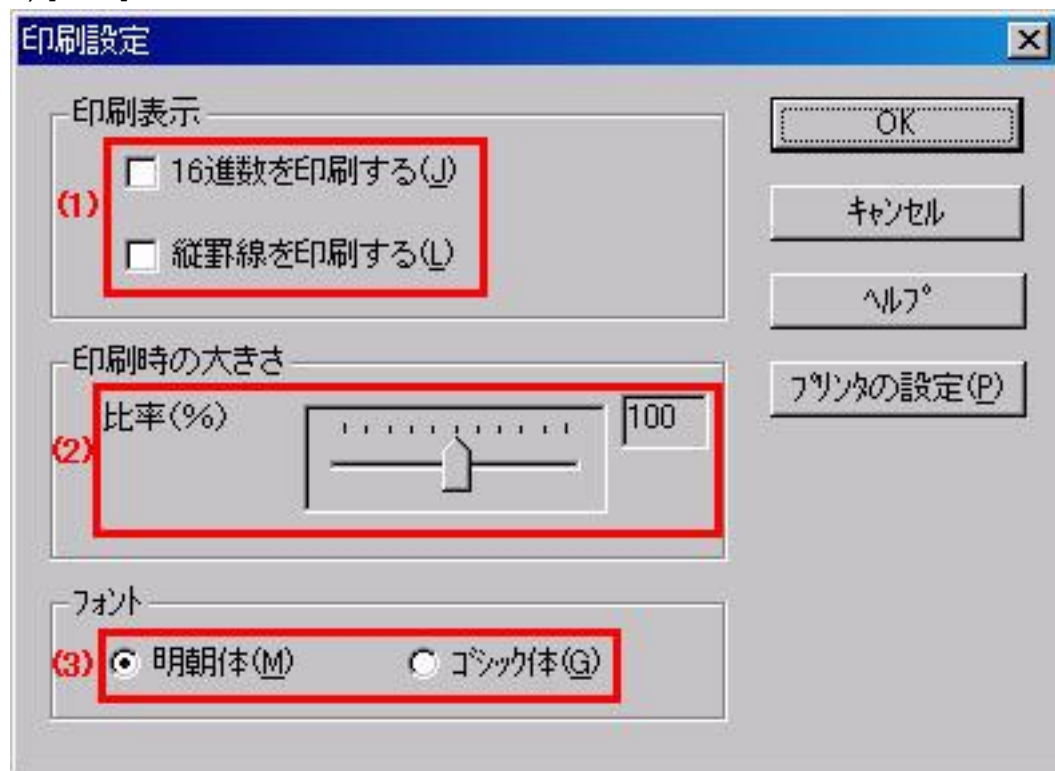 印刷設定
印刷表示
OK
(1)
16進数を印刷する(J)
縦罫線を印刷する(L)
ｷｬﾝｾﾙ
ﾍﾙﾌﾟ
印刷時の大きさ
ﾌﾟﾘﾝﾀの設定(P)
(2)
比率(%)
100
ﾌｫﾝﾄ
(3)
明朝体(M)
ｺﾞｼｯｸ体(G)